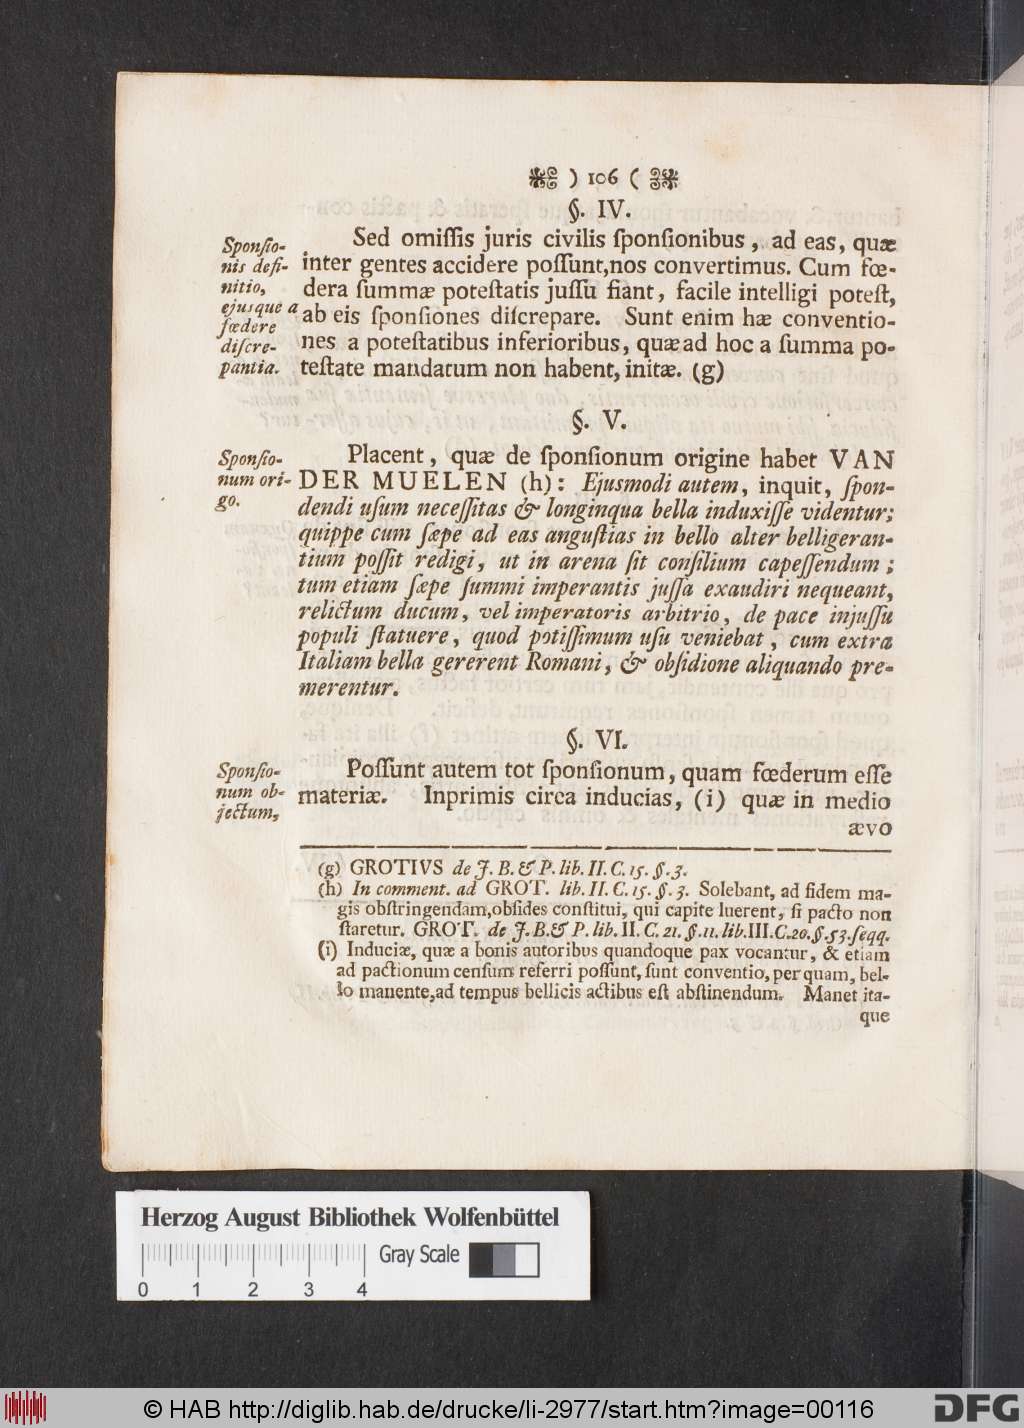 ) 106 (
§. IV.
Sponsio-
nis defi-
nitio,
ejusque a
fœdere
discre-
pantia.
Sed omissis juris civilis sponsionibus, ad eas, quæ
inter gentes accidere possunt, nos convertimus. Cum fœ-
dera summæ potestatis jussu fiant, facile intelligi potest,
ab eis sponsiones discrepare. Sunt enim hæ conventio-
nes a potestatibus inferioribus, quæ ad hoc a summa po-
testate mandatum non habent, initæ. (g)
§. V.
Sponsio-
num ori-
go.
Placent, quæ de sponsionum origine habet VAN
DER MUELEN (h): Ejusmodi autem, inquit, spon-
dendi usum necessitas & longinqua bella induxisse videntur;
quippe cum sæpe ad eas angustias in bello alter belligeran-
tium possit redigi, ut in arena sit consilium capessendum;
tum etiam sæpe summi imperantis jussa exaudiri nequeant,
relictum ducum, vel imperatoris arbitrio, de pace injussu
populi statuere, quod potissimum usu veniebat, cum extra
Italiam bella gererent Romani, & obsidione aliquando pre-
merentur.
§. VI.
Sponsio-
num ob-
jectum,
Possunt autem tot sponsionum, quam fœderum esse
materiæ. Inprimis circa inducias, (i) quæ in medio
ævo
(g) GROTIVS de J. B. & P. lib. II. C. 15. §. 3.
(h) In comment. ad GROT. lib. II. C. 15. §. 3. Solebant, ad fidem ma-
gis obstringendam, obsides constitui, qui capite luerent, si pacto non
staretur. GROT. de J. B. & P. lib. II. C. 21. §. 11. lib. III. C. 20. §. 53. seqq.
(i) Induciæ, quæ a bonis autoribus quandoque pax vocantur, & etiam
ad pactionum censum referri possunt, sunt conventio, per quam, bel-
lo manente, ad tempus bellicis actibus est abstinendum. Manet ita-
que
Herzog August Bibliothek Wolfenbüttel
Gray Scale
0 1 2 3 4
© HAB http://diglib.hab.de/drucke/li-2977/start.htm?image=00116
DFG